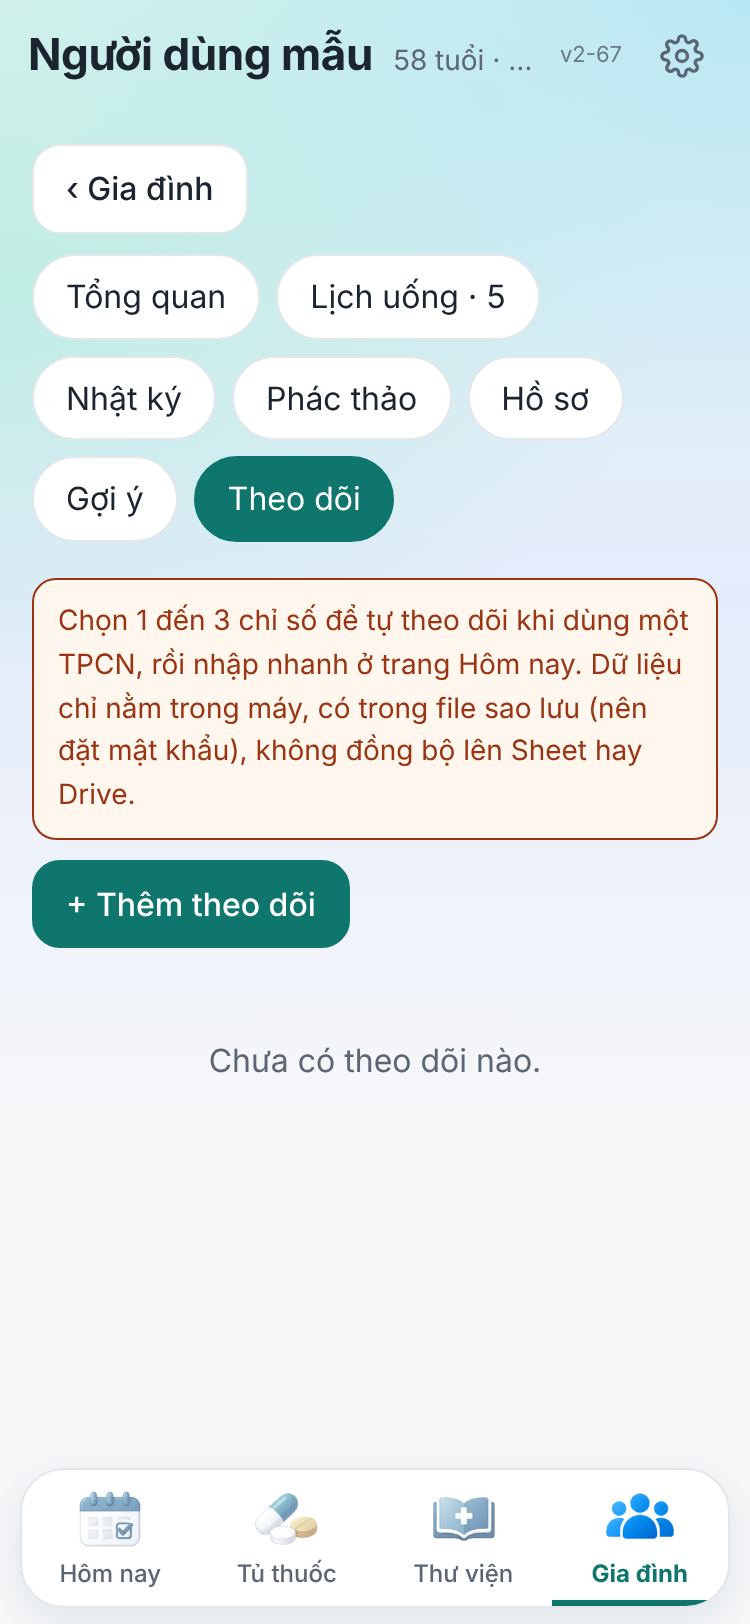 Người dùng mẫu 58 tuổi · ... v2-67
‹ Gia đình
Tổng quan Lịch uống · 5
Nhật ký Phác thảo Hồ sơ
Gợi ý Theo dõi
Chọn 1 đến 3 chỉ số để tự theo dõi khi dùng một
TPCN, rồi nhập nhanh ở trang Hôm nay. Dữ liệu
chỉ nằm trong máy, có trong file sao lưu (nên
đặt mật khẩu), không đồng bộ lên Sheet hay
Drive.
+ Thêm theo dõi
Chưa có theo dõi nào.
Hôm nay Tủ thuốc Thư viện Gia đình